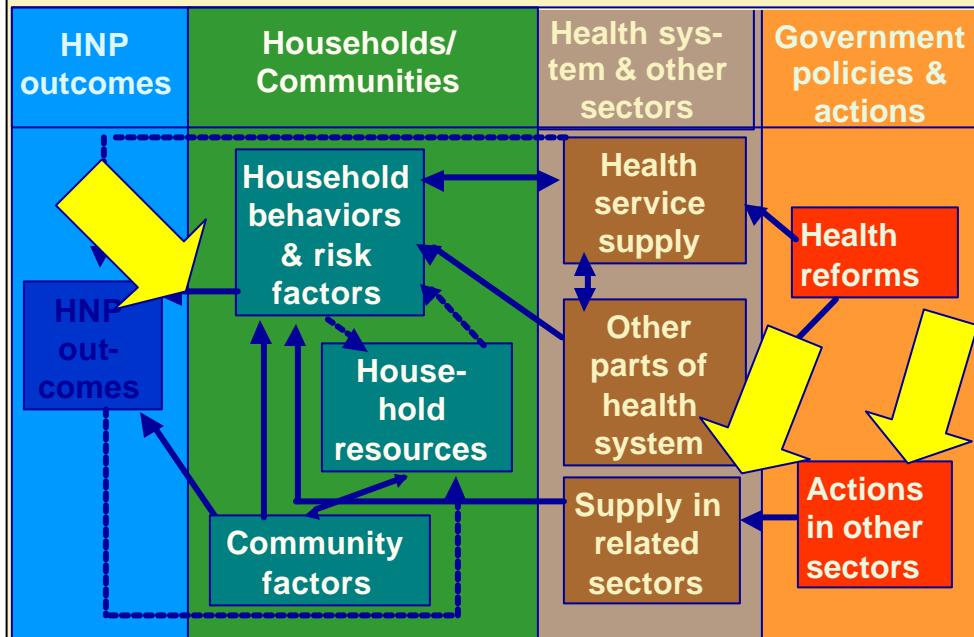 HNP
outcomes
Households/
Communities
Health sys-
tem & other
sectors
Government
policies &
actions
Household
behaviors
& risk
factors
Health
service
supply
Health
reforms
HNP
out-
comes
House-
hold
resources
Other
parts of
health
system
Community
factors
Supply in
related
sectors
Actions
in other
sectors